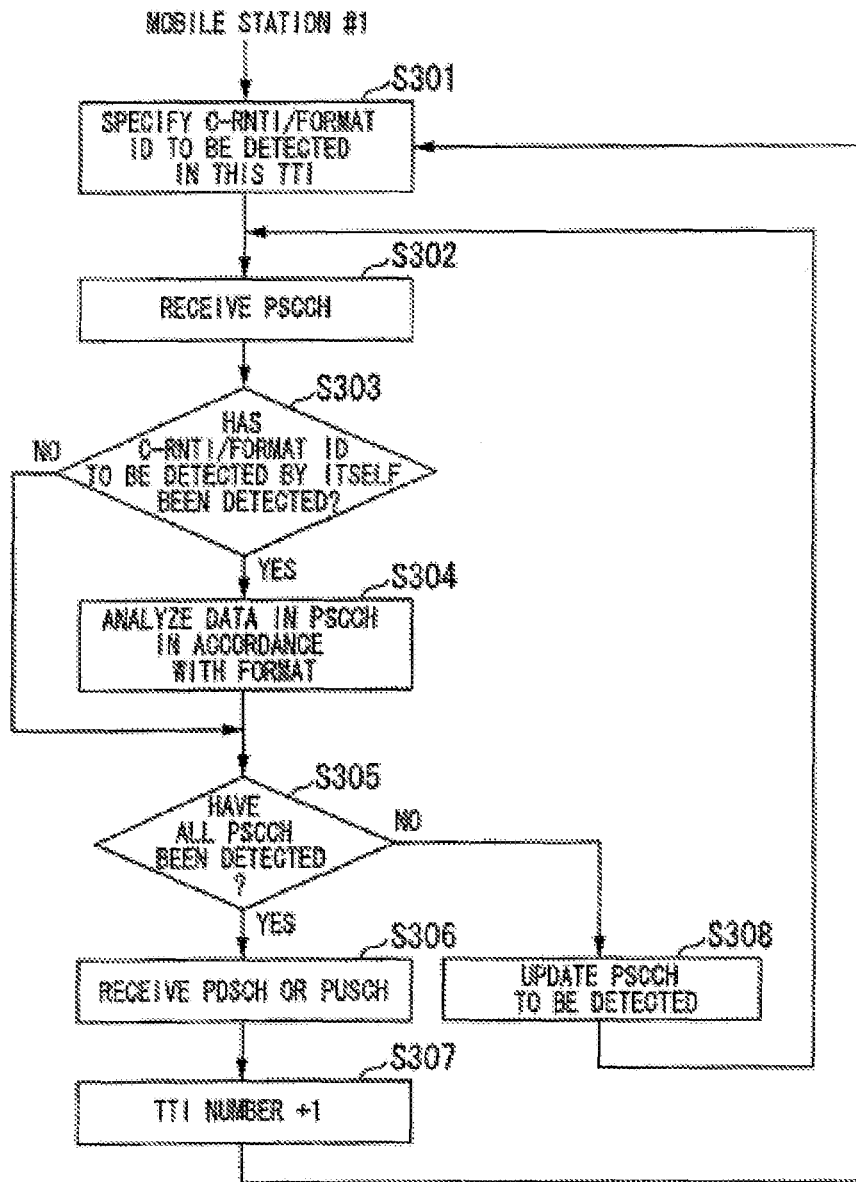 MOBILE STATION #1
S301
SPECIFY C-RNTI/FORMAT
ID TO BE DETECTED
IN THIS TTI
S302
RECEIVE PSCCH
S303
HAS
C-RNTI/FORMAT ID
TO BE DETECTED BY ITSELF
BEEN DETECTED?
NO
YES
S304
ANALYZE DATA IN PSCCH
IN ACCORDANCE
WITH FORMAT
S305
HAVE
ALL PSCCH
BEEN DETECTED
?
NO
YES
S306
RECEIVE PDSCH OR PUSCH
S308
UPDATE PSCCH
TO BE DETECTED
S307
TTI NUMBER +1